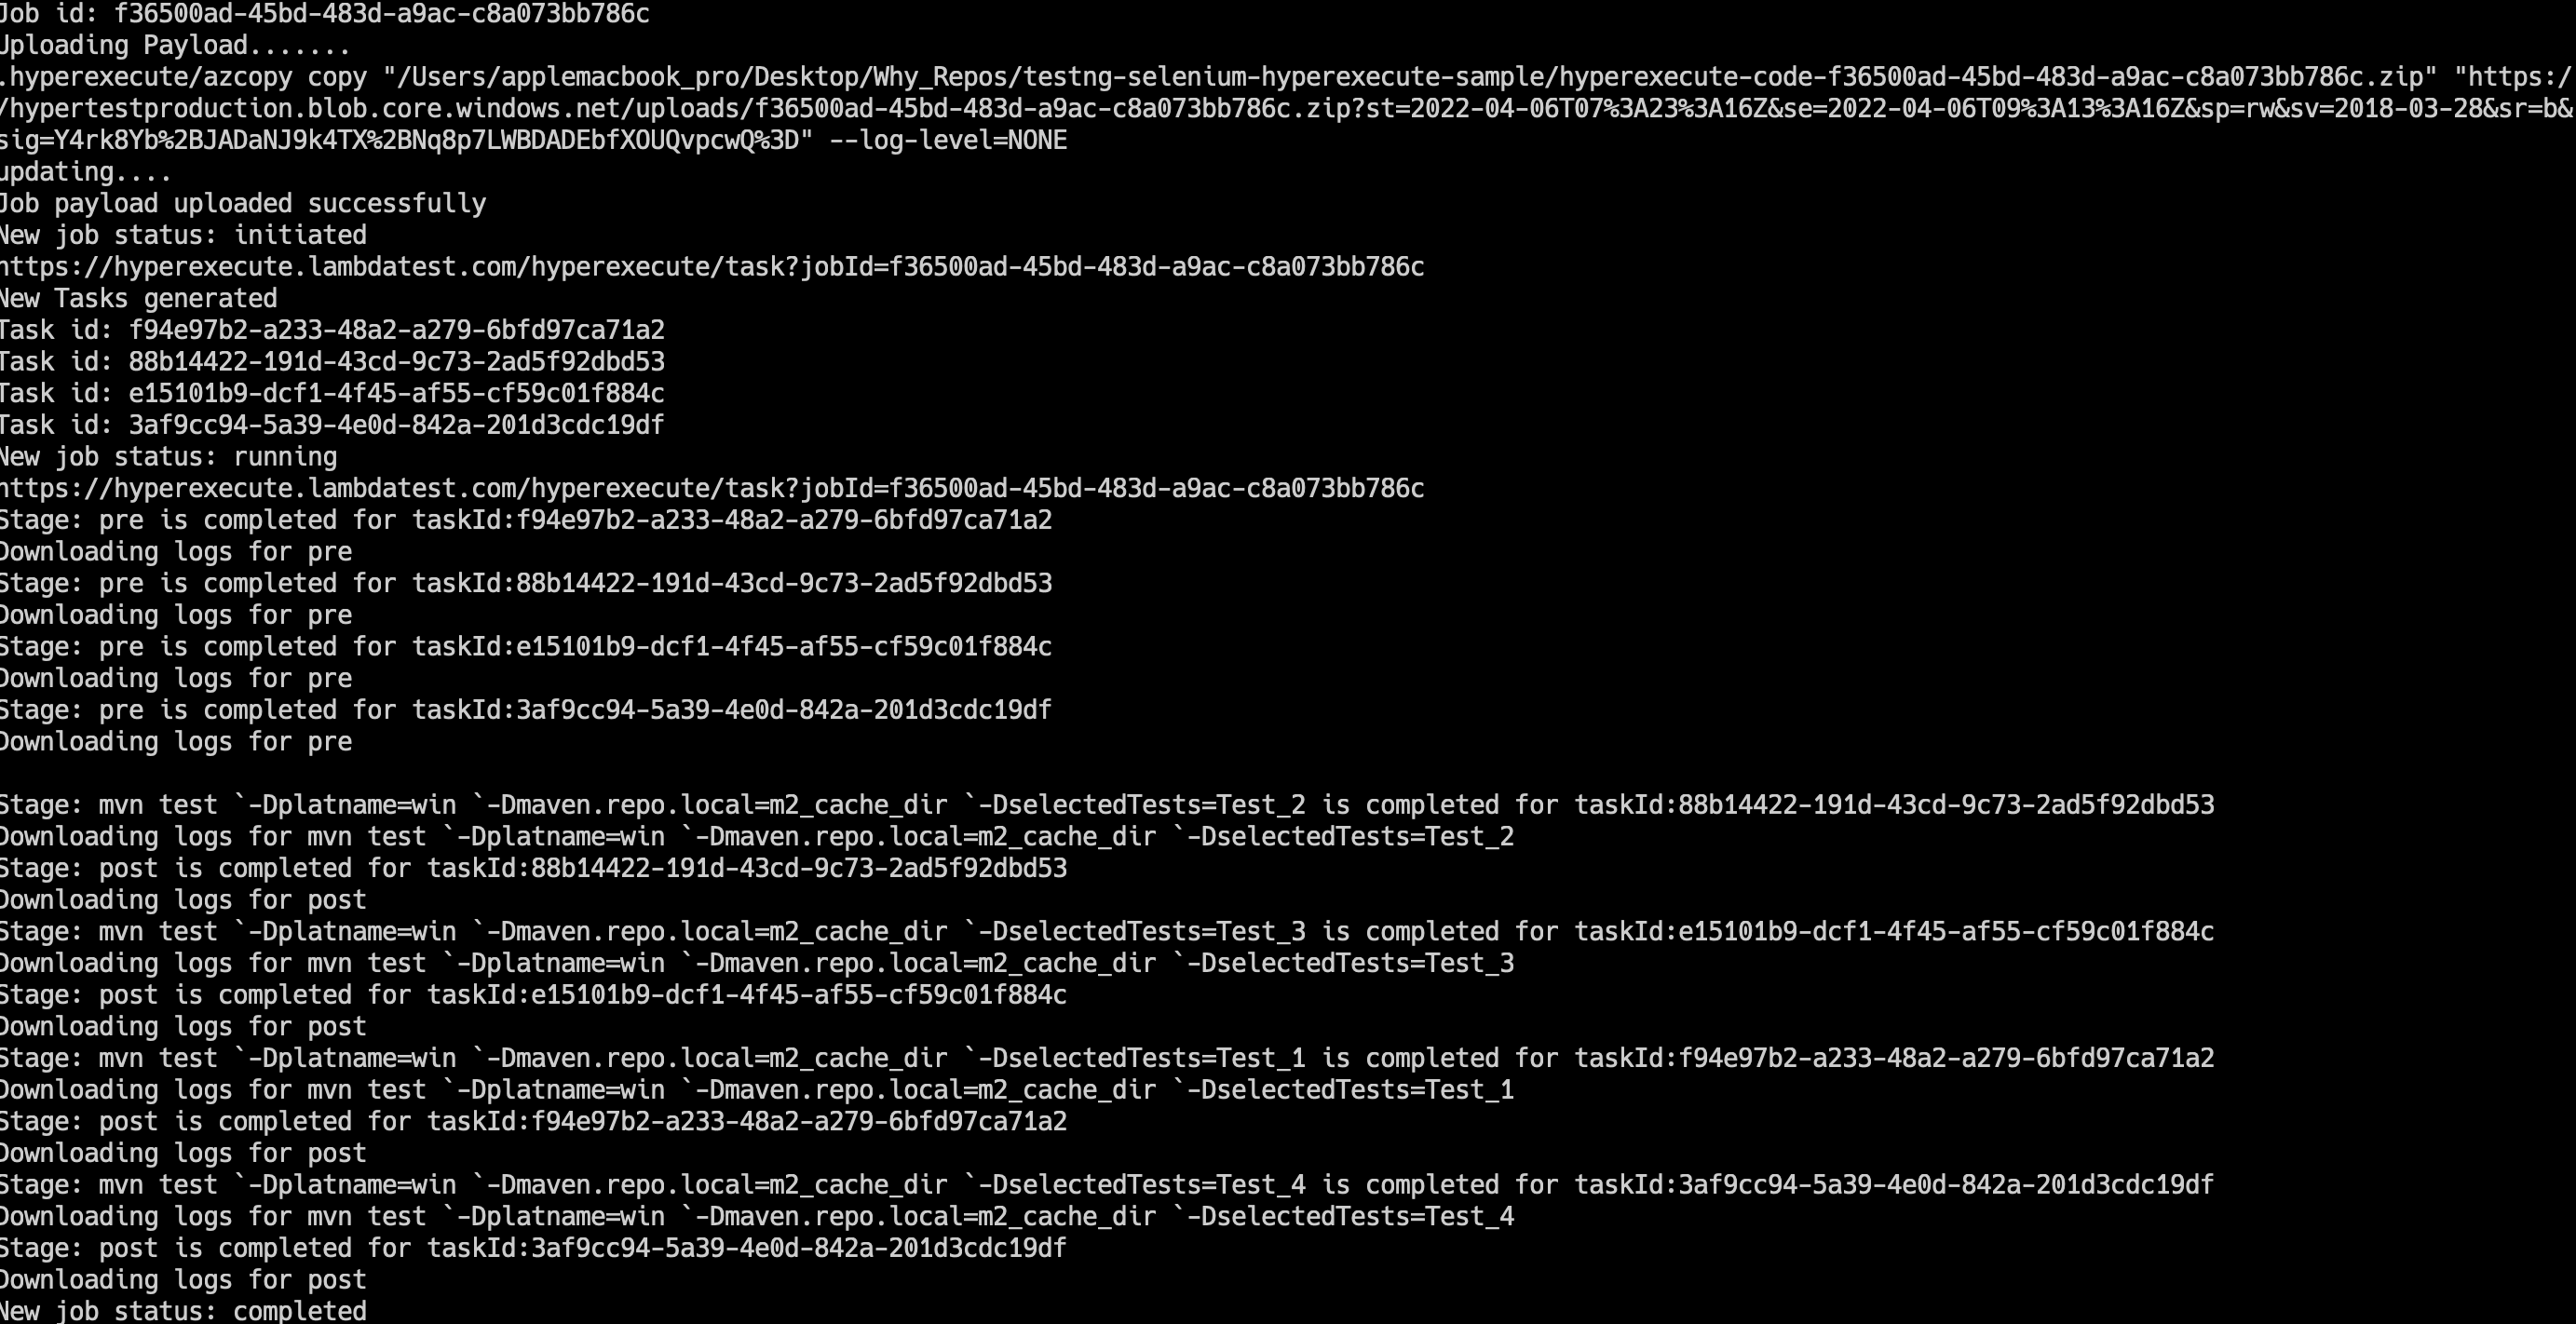 Job id: f36500ad-45bd-483d-a9ac-c8a073bb786c
Uploading Payload.......
.hyperexecute/azcopy copy "/Users/applemacbook_pro/Desktop/Why_Repos/testng-selenium-hyperexecute-sample/hyperexecute-code-f36500ad-45bd-483d-a9ac-c8a073bb786c.zip" "https:/
/hypertestproduction.blob.core.windows.net/uploads/f36500ad-45bd-483d-a9ac-c8a073bb786c.zip?st=2022-04-06T07%3A23%3A16Z&se=2022-04-06T09%3A13%3A16Z&sp=rw&sv=2018-03-28&sr=b&
sig=Y4rk8Yb%2BJADaNJ9k4TX%2BNq8p7LWBDADEbfXOUQvpcwQ%3D" --log-level=NONE
updating....
Job payload uploaded successfully
New job status: initiated
https://hyperexecute.lambdatest.com/hyperexecute/task?jobId=f36500ad-45bd-483d-a9ac-c8a073bb786c
New Tasks generated
Task id: f94e97b2-a233-48a2-a279-6bfd97ca71a2
Task id: 88b14422-191d-43cd-9c73-2ad5f92dbd53
Task id: e15101b9-dcf1-4f45-af55-cf59c01f884c
Task id: 3af9cc94-5a39-4e0d-842a-201d3cdc19df
New job status: running
https://hyperexecute.lambdatest.com/hyperexecute/task?jobId=f36500ad-45bd-483d-a9ac-c8a073bb786c
Stage: pre is completed for taskId:f94e97b2-a233-48a2-a279-6bfd97ca71a2
Downloading logs for pre
Stage: pre is completed for taskId:88b14422-191d-43cd-9c73-2ad5f92dbd53
Downloading logs for pre
Stage: pre is completed for taskId:e15101b9-dcf1-4f45-af55-cf59c01f884c
Downloading logs for pre
Stage: pre is completed for taskId:3af9cc94-5a39-4e0d-842a-201d3cdc19df
Downloading logs for pre
Stage: mvn test `-Dplatname=win `-Dmaven.repo.local=m2_cache_dir `-DselectedTests=Test_2 is completed for taskId:88b14422-191d-43cd-9c73-2ad5f92dbd53
Downloading logs for mvn test `-Dplatname=win `-Dmaven.repo.local=m2_cache_dir `-DselectedTests=Test_2
Stage: post is completed for taskId:88b14422-191d-43cd-9c73-2ad5f92dbd53
Downloading logs for post
Stage: mvn test `-Dplatname=win `-Dmaven.repo.local=m2_cache_dir `-DselectedTests=Test_3 is completed for taskId:e15101b9-dcf1-4f45-af55-cf59c01f884c
Downloading logs for mvn test `-Dplatname=win `-Dmaven.repo.local=m2_cache_dir `-DselectedTests=Test_3
Stage: post is completed for taskId:e15101b9-dcf1-4f45-af55-cf59c01f884c
Downloading logs for post
Stage: mvn test `-Dplatname=win `-Dmaven.repo.local=m2_cache_dir `-DselectedTests=Test_1 is completed for taskId:f94e97b2-a233-48a2-a279-6bfd97ca71a2
Downloading logs for mvn test `-Dplatname=win `-Dmaven.repo.local=m2_cache_dir `-DselectedTests=Test_1
Stage: post is completed for taskId:f94e97b2-a233-48a2-a279-6bfd97ca71a2
Downloading logs for post
Stage: mvn test `-Dplatname=win `-Dmaven.repo.local=m2_cache_dir `-DselectedTests=Test_4 is completed for taskId:3af9cc94-5a39-4e0d-842a-201d3cdc19df
Downloading logs for mvn test `-Dplatname=win `-Dmaven.repo.local=m2_cache_dir `-DselectedTests=Test_4
Stage: post is completed for taskId:3af9cc94-5a39-4e0d-842a-201d3cdc19df
Downloading logs for post
New job status: completed